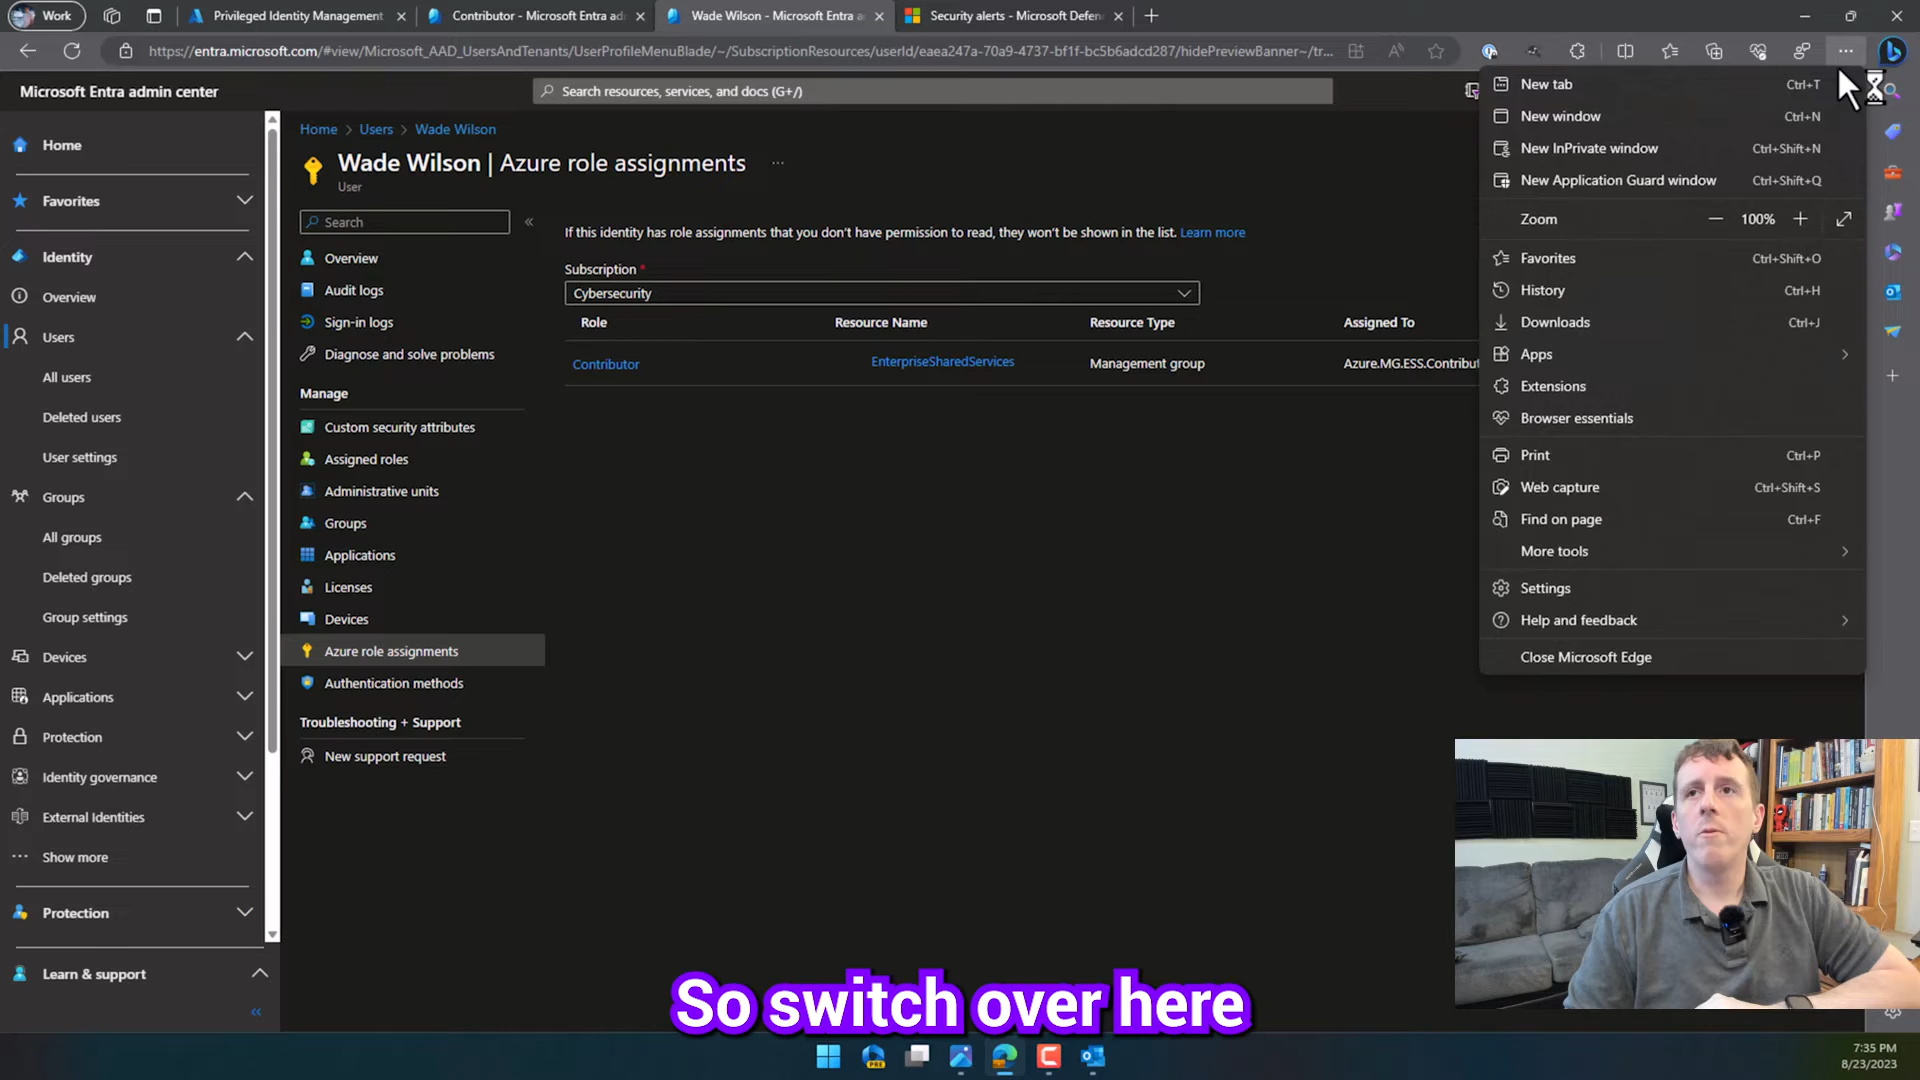 Work
Privileged Identity Management
Contributor - Microsoft Entra adm
Wade Wilson - Microsoft Entra a
Security alerts - Microsoft Defen
https://entra.microsoft.com/#view/Microsoft_AAD_UsersAndTenants/UserProfileMenuBlade/~/SubscriptionResources/userId/eaea247a-70a9-4737-bf1f-bc5b6adcd287/hidePreviewBanner~/tr...
Microsoft Entra admin center
Search resources, services, and docs (G+/)
Home
Favorites
Identity
Overview
Users
All users
Deleted users
User settings
Groups
All groups
Deleted groups
Group settings
Devices
Applications
Protection
Identity governance
External Identities
Show more
Protection
Learn & support
Home > Users > Wade Wilson
Wade Wilson | Azure role assignments
User
Search
Overview
Audit logs
Sign-in logs
Diagnose and solve problems
Manage
Custom security attributes
Assigned roles
Administrative units
Groups
Applications
Licenses
Devices
Azure role assignments
Authentication methods
Troubleshooting + Support
New support request
If this identity has role assignments that you don't have permission to read, they won't be shown in the list. Learn more
Subscription *
Cybersecurity
Role Resource Name Resource Type Assigned To
Contributor EnterpriseSharedServices Management group Azure.MG.ESS.Contribut
New tab Ctrl+T
New window Ctrl+N
New InPrivate window Ctrl+Shift+N
New Application Guard window Ctrl+Shift+Q
Zoom 100%
Favorites Ctrl+Shift+O
History Ctrl+H
Downloads Ctrl+J
Apps
Extensions
Browser essentials
Print Ctrl+P
Web capture Ctrl+Shift+S
Find on page Ctrl+F
More tools
Settings
Help and feedback
Close Microsoft Edge
So switch over here
PRE
7:35 PM
8/23/2023